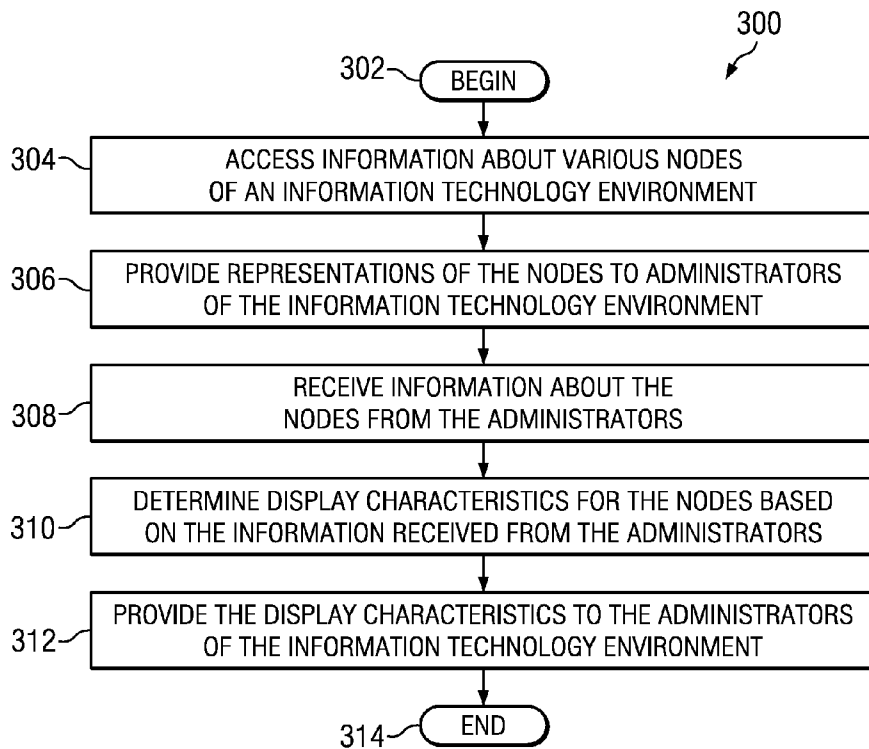 300
302
BEGIN
304
ACCESS INFORMATION ABOUT VARIOUS NODES
OF AN INFORMATION TECHNOLOGY ENVIRONMENT
306
PROVIDE REPRESENTATIONS OF THE NODES TO ADMINISTRATORS
OF THE INFORMATION TECHNOLOGY ENVIRONMENT
308
RECEIVE INFORMATION ABOUT THE
NODES FROM THE ADMINISTRATORS
310
DETERMINE DISPLAY CHARACTERISTICS FOR THE NODES BASED
ON THE INFORMATION RECEIVED FROM THE ADMINISTRATORS
312
PROVIDE THE DISPLAY CHARACTERISTICS TO THE ADMINISTRATORS
OF THE INFORMATION TECHNOLOGY ENVIRONMENT
314
END